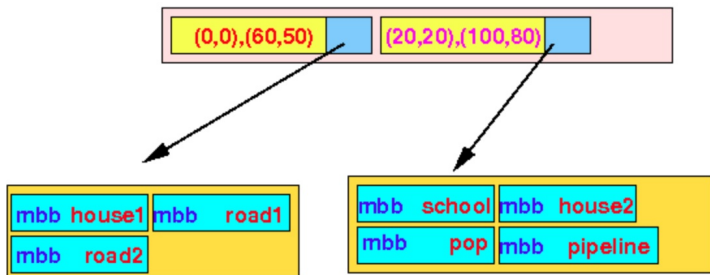 (0,0),(60,50) (20,20),(100,80)
mbb house1 mbb road1
mbb road2
mbb school mbb house2
mbb pop mbb pipeline